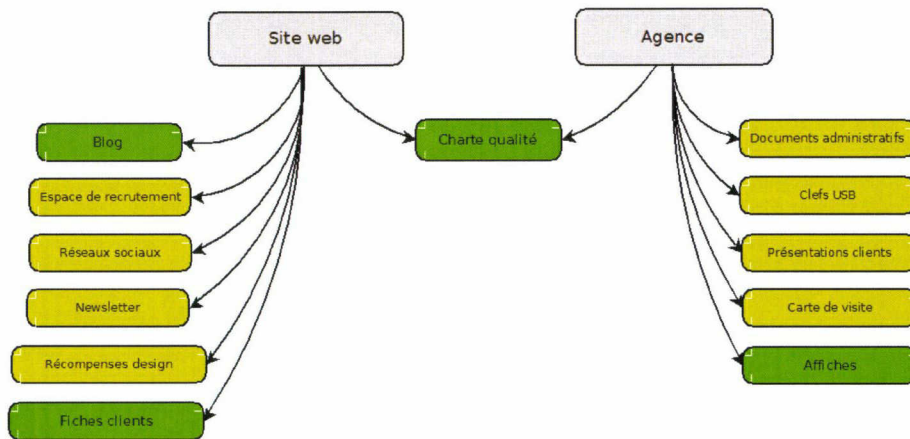 Site web
Agence
Blog
Charte qualité
Documents administratifs
Espace de recrutement
Clefs USB
Réseaux sociaux
Présentations clients
Newsletter
Carte de visite
Récompenses design
Affiches
Fiches clients